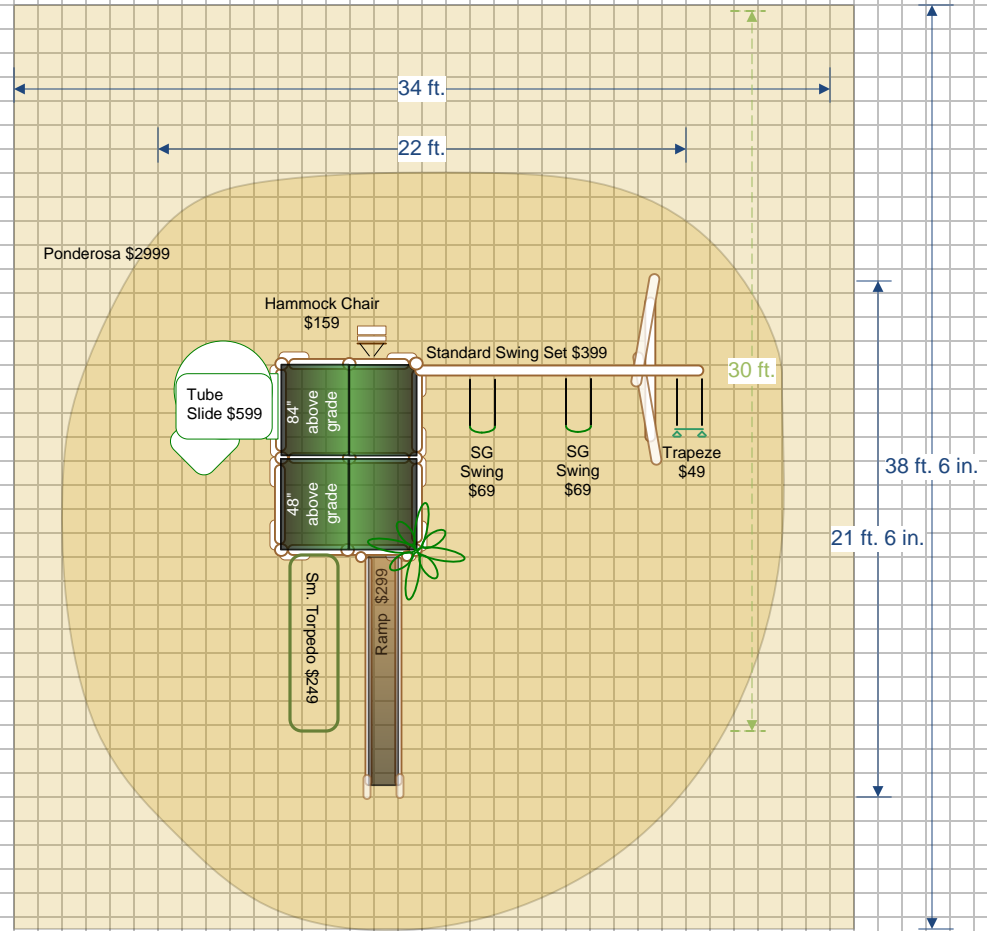 34 ft.
22 ft.
Ponderosa $2999
Hammock Chair
$159
Standard Swing Set $399
30 ft.
Tube
Slide $599
84"
above
grade
SG
Swing
$69
SG
Swing
$69
Trapeze
$49
38 ft. 6 in.
48"
above
grade
21 ft. 6 in.
Sm. Torpedo $249
Ramp $299